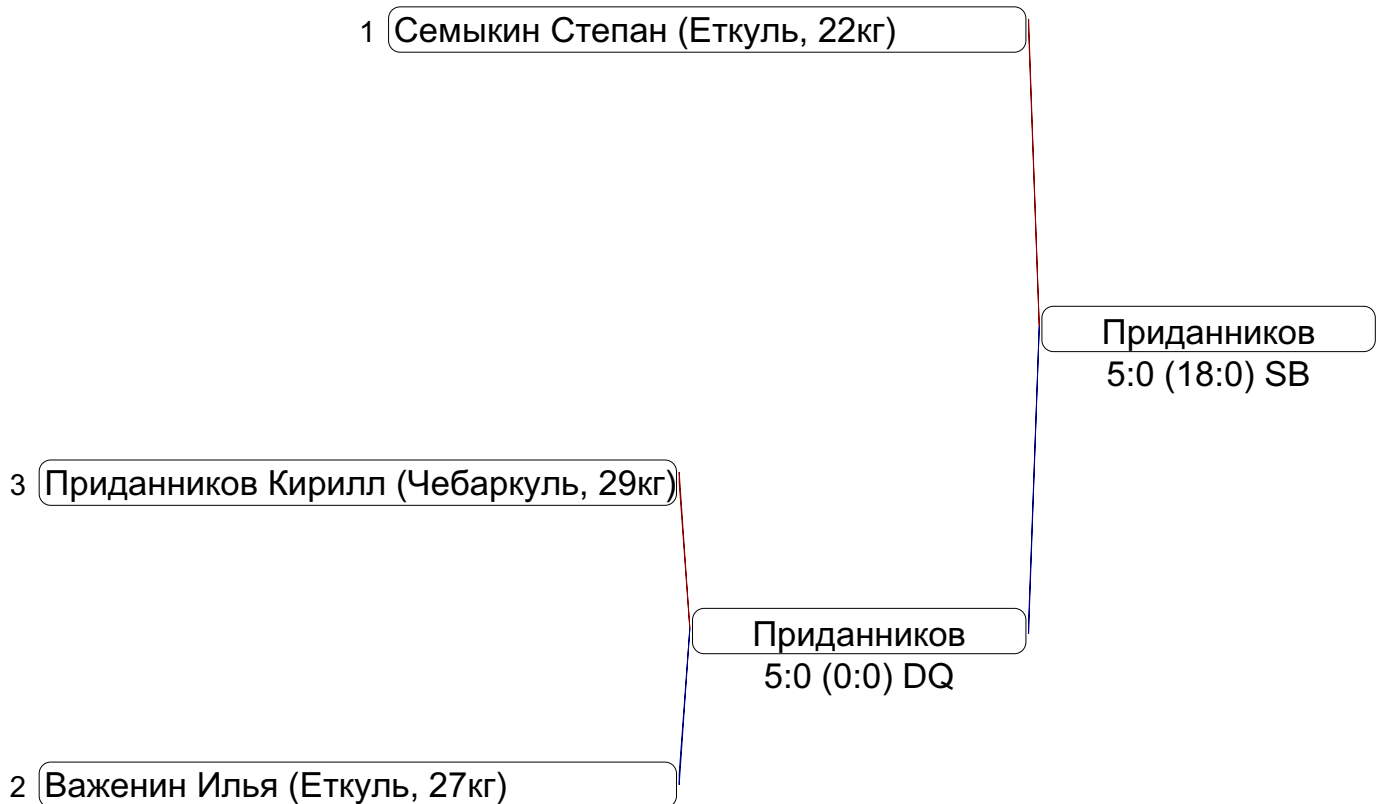 1 Семыкин Степан (Еткуль, 22кг)
Приданников
5:0 (18:0) SB
3 Приданников Кирилл (Чебаркуль, 29кг)
Приданников
5:0 (0:0) DQ
2 Важенин Илья (Еткуль, 27кг)